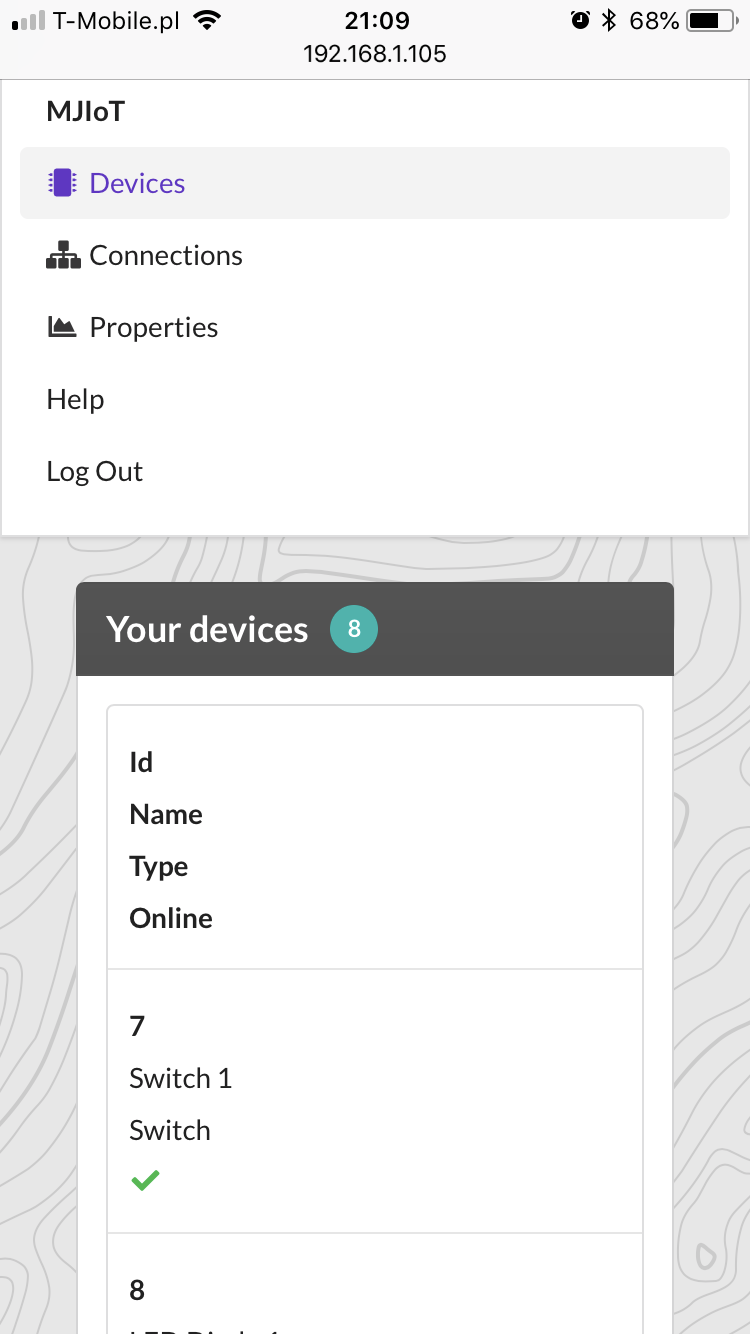 T-Mobile.pl 21:09 68%
192.168.1.105
MJIoT
Devices
Connections
Properties
Help
Log Out
Your devices 8
Id
Name
Type
Online
7
Switch 1
Switch
8